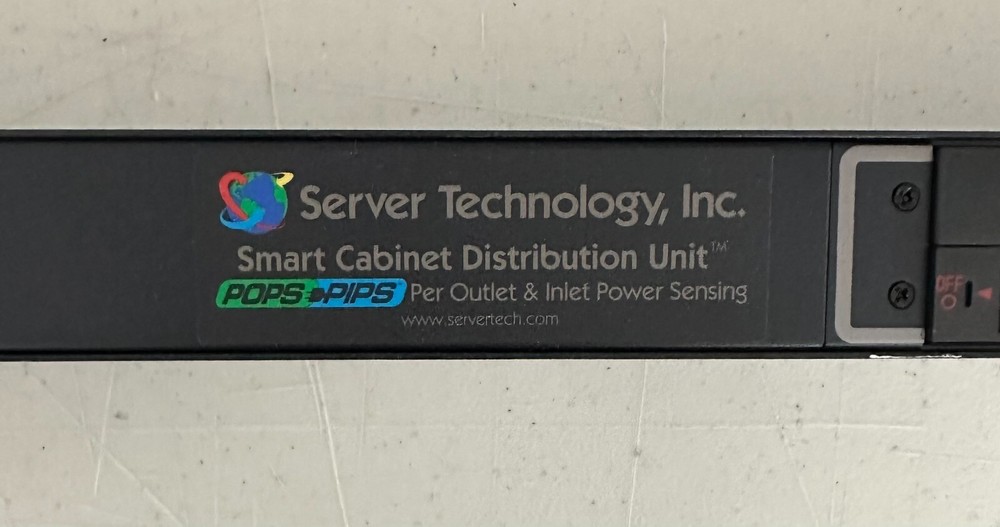 Server Technology, Inc.
Smart Cabinet Distribution Unit™
POPS PIPS Per Outlet & Inlet Power Sensing
www.servertech.com
OFF